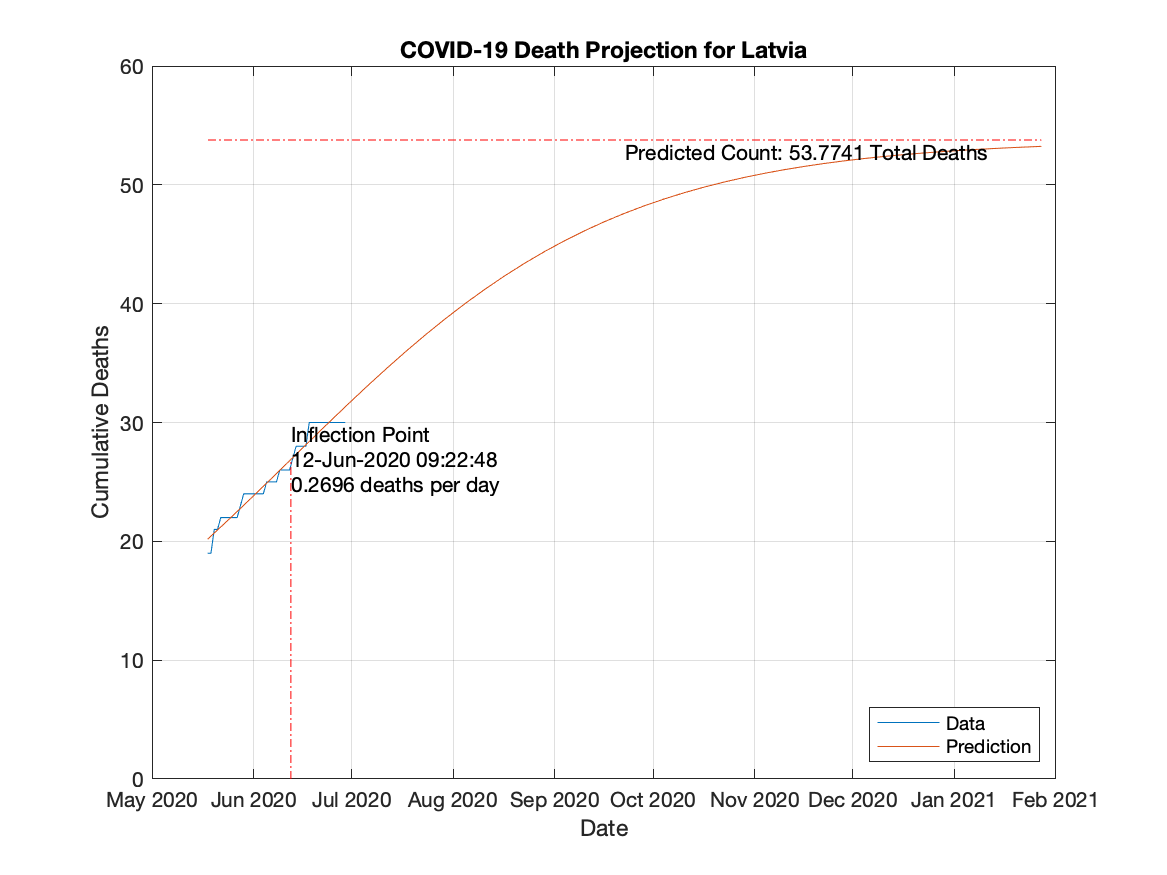 COVID-19 Death Projection for Latvia
60
50
40
30
20
10
0
Cumulative Deaths
Predicted Count: 53.7741 Total Deaths
Inflection Point
12-Jun-2020 09:22:48
0.2696 deaths per day
Data
Prediction
May 2020 Jun 2020 Jul 2020 Aug 2020 Sep 2020 Oct 2020 Nov 2020 Dec 2020 Jan 2021 Feb 2021
Date